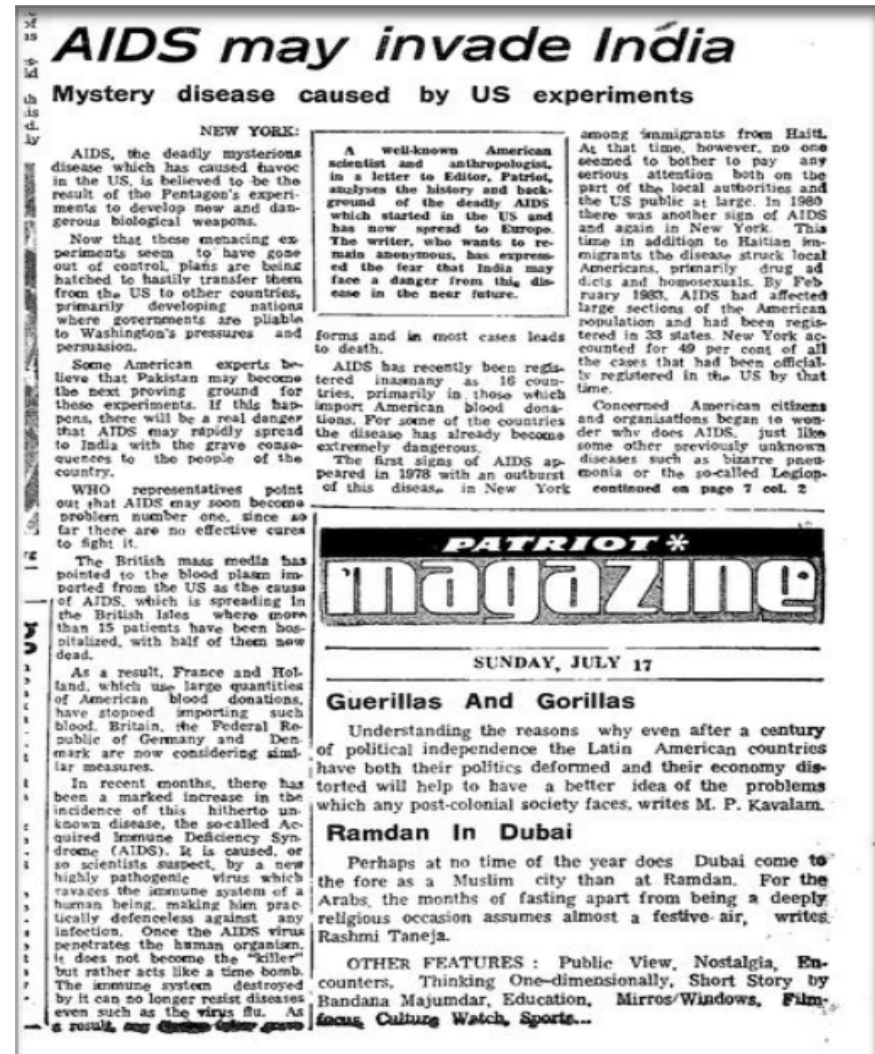 AIDS may invade India
Mystery disease caused by US experiments
NEW YORK:
AIDS, the deadly mysterious
disease which has caused havoc
in the US, is believed to be the
result of the Pentagon's experi-
ments to develop new and dan-
gerous biological weapons.
Now that these menacing ex
periments seem to have gone
out of control, plans are being
hatched to hastily transfer them
from the US to other countries,
primarily developing nations
where governments are pliable
to Washington's pressures and
persuasion.
Some American experts be-
lieve that Pakistan may become
the next proving ground for
these experiments. If this hap-
pens, there will be a real danger
that AIDS may rapidly spread
to India with the grave conse-
quences to the people of the
country.
WHO representatives point
out that AIDS may soon become
problem number one, since so
far there are no effective cures
to fight it.
The British mass media has
pointed to the blood plasm im-
ported from the US as the cause
of AIDS, which is spreading in
the British Isles where more
than 15 patients have been hos-
pitalized, with half of them now
dead.
As a result, France and Hol-
land, which use large quantities
of American blood donations,
have stopped importing such
blood. Britain, the Federal Re-
public of Germany and Den-
mark are now considering simi-
lar measures.
In recent months, there has
been a marked increase in the
incidence of this hitherto un-
known disease, the so-called Ac-
quired Immune Deficiency Syn-
drome (AIDS). It is caused, or
so scientists suspect, by a new
highly pathogenic virus which
ravages the immune system of a
human being, making him prac-
tically defenceless against any
infection. Once the AIDS virus
penetrates the human organism,
it does not become the "killer"
but rather acts like a time bomb.
The immune system destroyed
by it can no longer resist diseases
even such as the virus flu. As
a result, any grave
A well-known American
scientist and anthropologist,
in a letter to Editor, Patriot,
analyses the history and back-
ground of the deadly AIDS
which started in the US and
has now spread to Europe.
The writer, who wants to re-
main anonymous, has express-
ed the fear that India may
face a danger from this dis-
ease in the near future.
forms and in most cases leads
to death.
AIDS has recently been regis-
tered inasmany as 16 coun-
tries, primarily in those which
import American blood dona-
tions. For some of the countries
the disease has already become
extremely dangerous.
The first signs of AIDS ap-
peared in 1978 with an outburst
of this diseas, in New York
among immigrants from Haiti.
At that time, however, no one
seemed to bother to pay any
serious attention both on the
part of the local authorities and
the US public at large. In 1980
there was another sign of AIDS
and again in New York. This
time in addition to Haitian im-
migrants the disease struck local
Americans, primarily drug ad
dicts and homosexuals. By Feb
ruary 1983, AIDS had affected
large sections of the American
population and had been regis-
tered in 33 states. New York ac-
counted for 49 per cent of all
the cases that had been official-
ly registered in the US by that
time.
Concerned American citizens
and organisations began to won-
der why does AIDS, just like
some other previously unknown
diseases such as bizarre pneu-
monia or the so-called Legion-
continued on page 7 col. 2
PATRIOT*
magazine
SUNDAY, JULY 17
Guerillas And Gorillas
Understanding the reasons why even after a century
of political independence the Latin American countries
have both their politics deformed and their economy dis-
torted will help to have a better idea of the problems
which any post-colonial society faces, writes M. P. Kavalam.
Ramdan In Dubai
Perhaps at no time of the year does Dubai come to
the fore as a Muslim city than at Ramdan. For the
Arabs, the months of fasting apart from being a deeply
religious occasion assumes almost a festive air, writes
Rashmi Taneja.
OTHER FEATURES : Public View, Nostalgia, En-
counters, Thinking One-dimensionally, Short Story by
Bandana Majumdar, Education, Mirros/Windows, Film-
focus, Culture Watch, Sports...